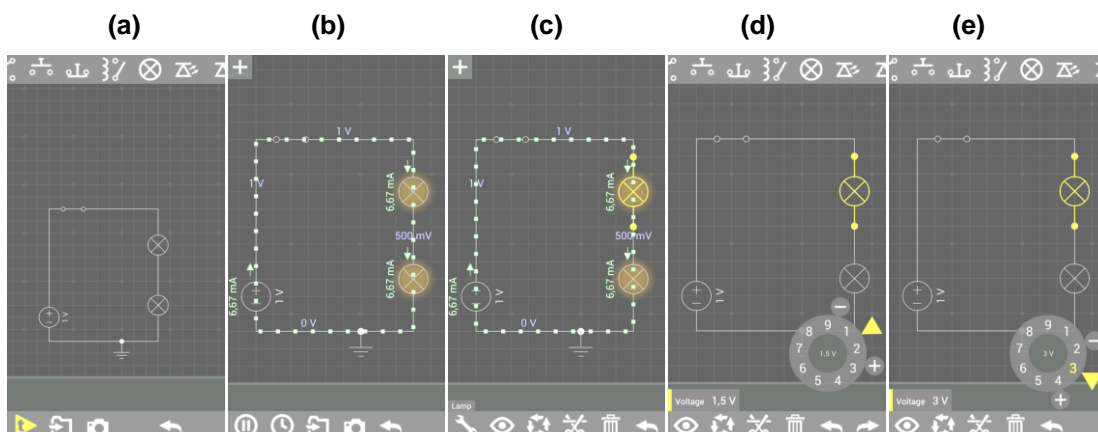 (a) (b) (c) (d) (e)
1V
1 V
1 V
6,67 mA
500 mV
6,67 mA
6,67 mA
1 V
0 V
1 V
1 V
6,67 mA
500 mV
6,67 mA
6,67 mA
1 V
0 V
Lamp
1 V
9 1 2 3 4 5 6 7 8
1,5 V
Voltage 1,5 V
1 V
9 1 2 3 4 5 6 7 8
3 V
Voltage 3 V